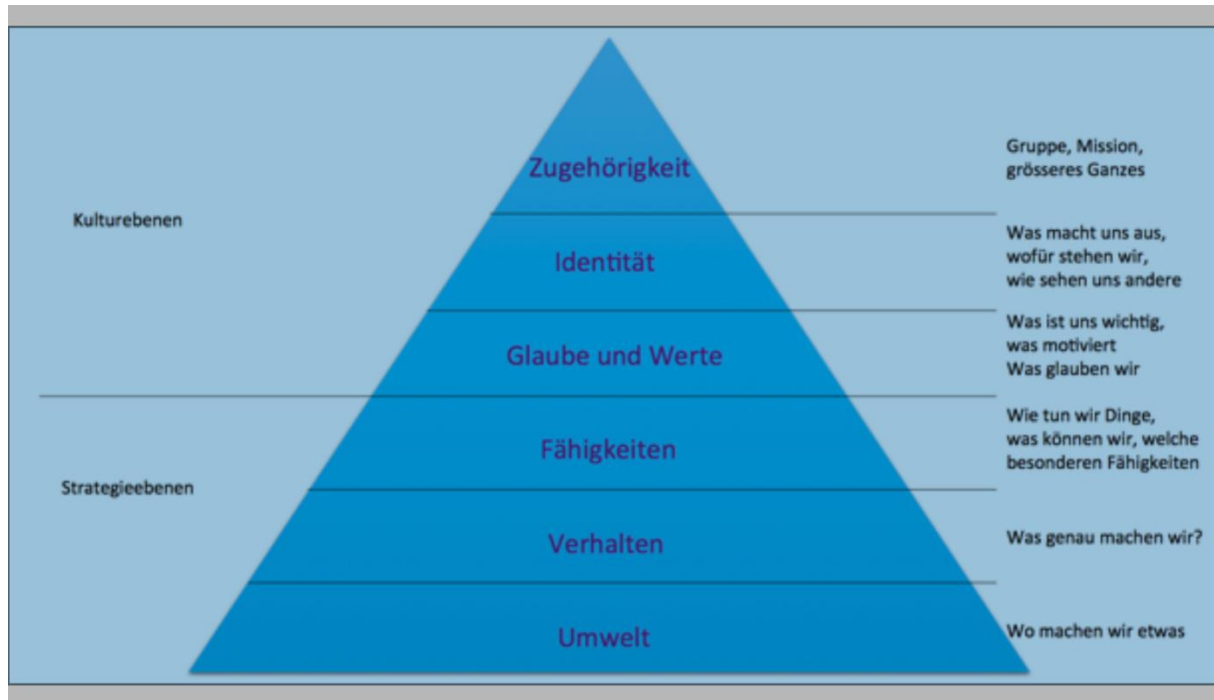 Zugehörigkeit
Gruppe, Mission,
grösseres Ganzes
Kulturebenen
Identität
Was macht uns aus,
wofür stehen wir,
wie sehen uns andere
Glaube und Werte
Was ist uns wichtig,
was motiviert
Was glauben wir
Fähigkeiten
Wie tun wir Dinge,
was können wir, welche
besonderen Fähigkeiten
Strategieebenen
Verhalten
Was genau machen wir?
Umwelt
Wo machen wir etwas